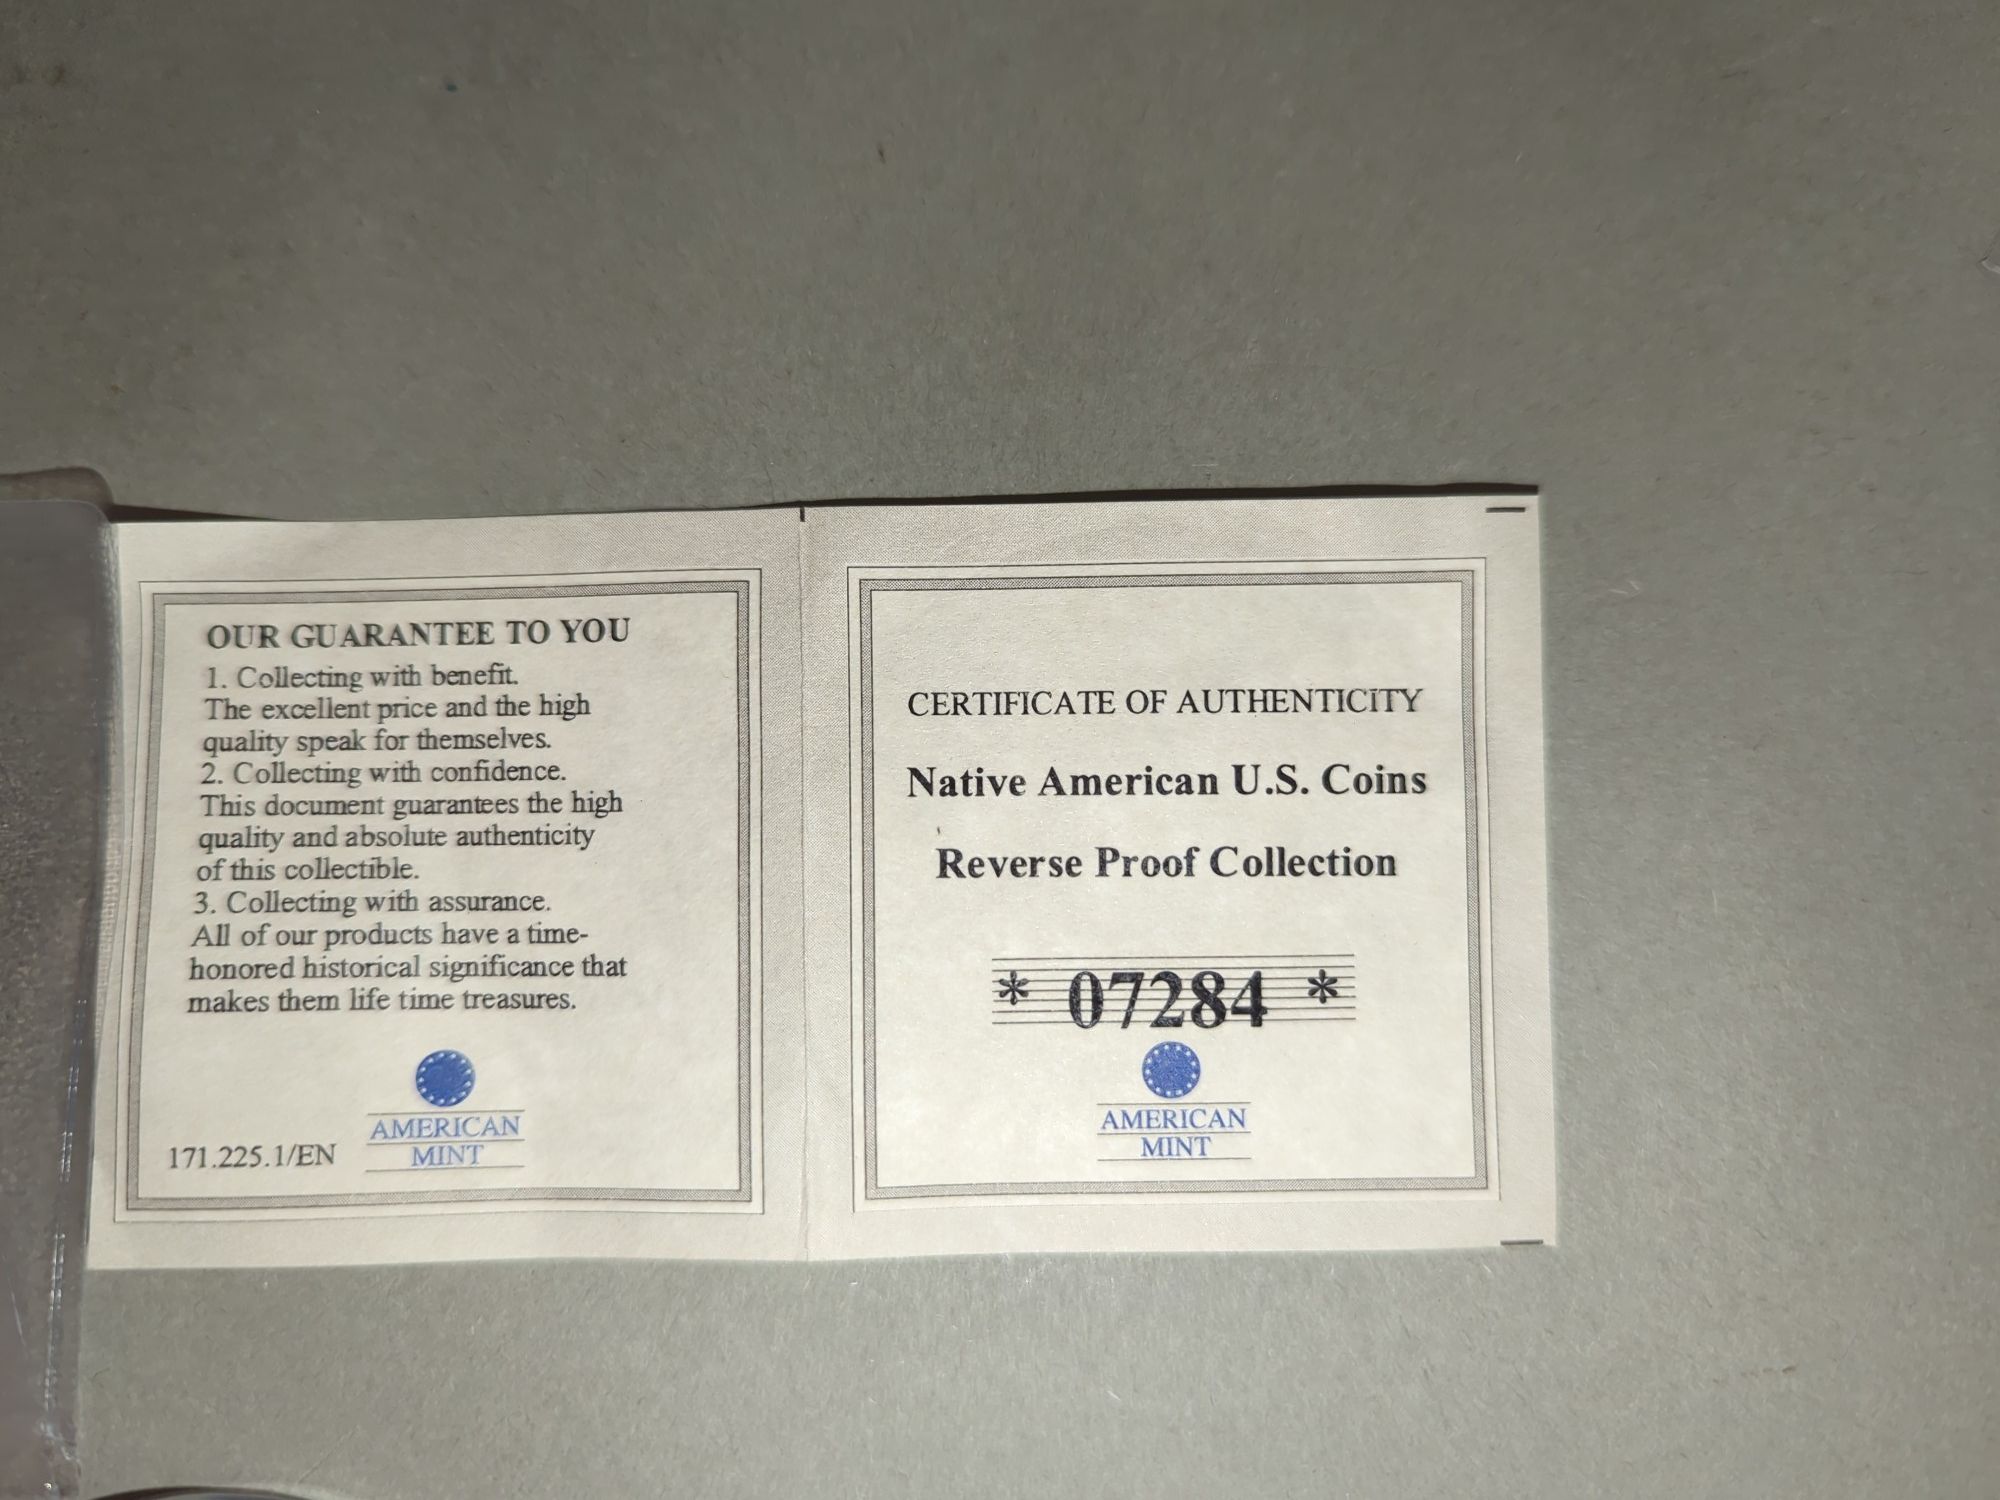 OUR GUARANTEE TO YOU
1. Collecting with benefit.
The excellent price and the high
quality speak for themselves.
2. Collecting with confidence.
This document guarantees the high
quality and absolute authenticity
of this collectible.
3. Collecting with assurance.
All of our products have a time-
honored historical significance that
makes them life time treasures.
171.225.1/EN
AMERICAN
MINT
CERTIFICATE OF AUTHENTICITY
Native American U.S. Coins
Reverse Proof Collection
* 07284 *
AMERICAN
MINT